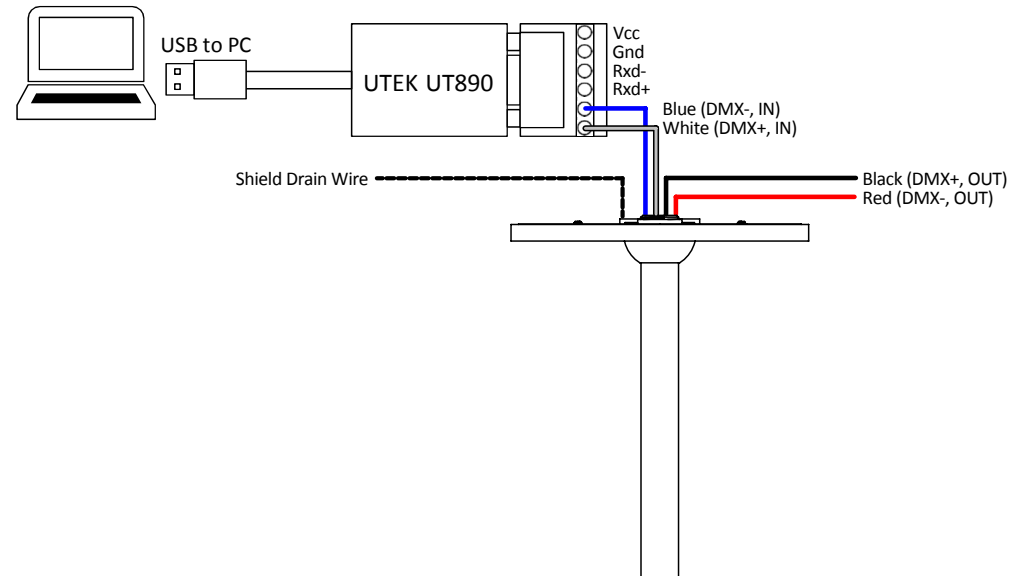 USB to PC
UTEK UT890
Vcc
Gnd
Rxd-
Rxd+
Blue (DMX-, IN)
White (DMX+, IN)
Shield Drain Wire
Black (DMX+, OUT)
Red (DMX-, OUT)